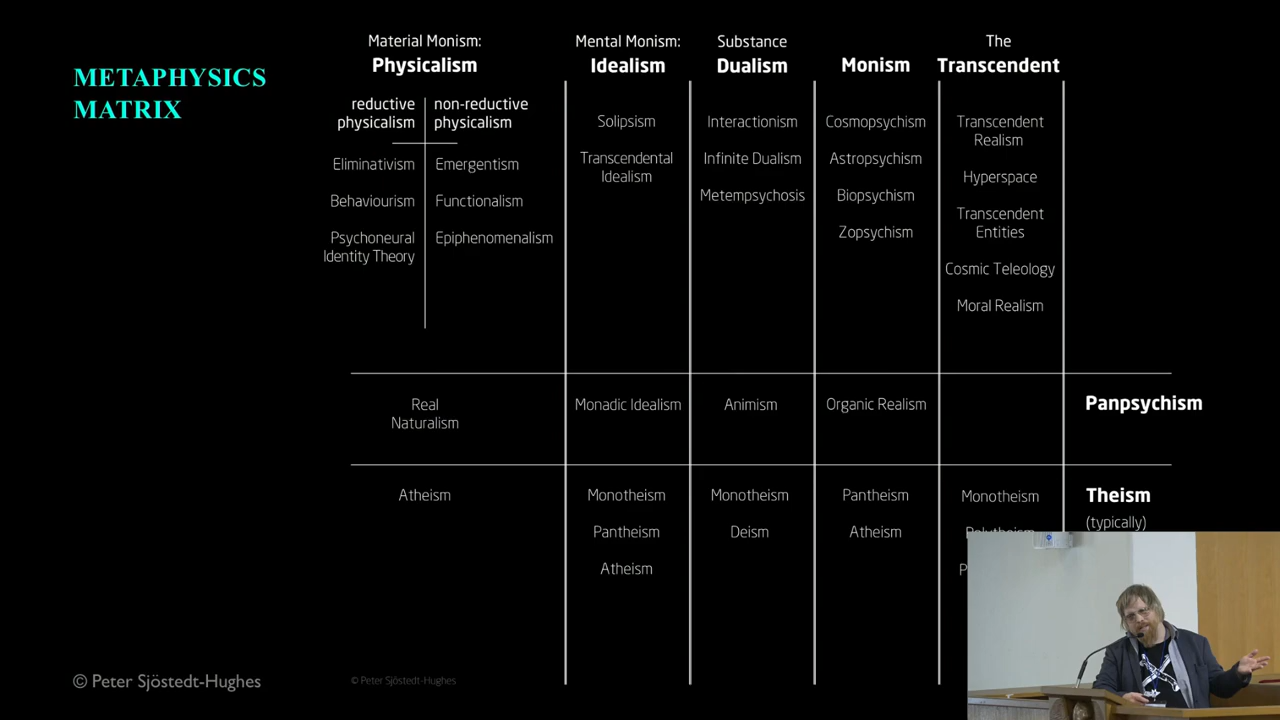 METAPHYSICS
MATRIX
Material Monism:
Physicalism
Mental Monism:
Idealism
Substance
Dualism
Monism
The
Transcendent
reductive
physicalism
non-reductive
physicalism
Eliminativism
Behaviourism
Psychoneural
Identity Theory
Emergentism
Functionalism
Epiphenomenalism
Solipsism
Transcendental
Idealism
Interactionism
Infinite Dualism
Metempsychosis
Cosmopsychism
Astropsychism
Biopsychism
Zopsychism
Transcendent
Realism
Hyperspace
Transcendent
Entities
Cosmic Teleology
Moral Realism
Real
Naturalism
Monadic Idealism
Animism
Organic Realism
Panpsychism
Atheism
Monotheism
Pantheism
Atheism
Monotheism
Deism
Pantheism
Atheism
Monotheism
Theism
(typically)
© Peter Sjöstedt-Hughes
© Peter Sjöstedt-Hughes